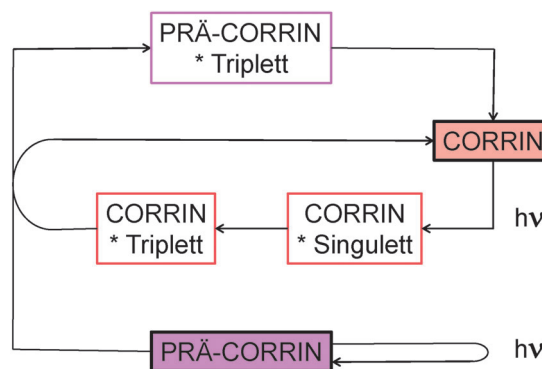 PRÄ-CORRIN
* Triplett
CORRIN
CORRIN
* Triplett
CORRIN
* Singulett
hν
PRÄ-CORRIN
hν